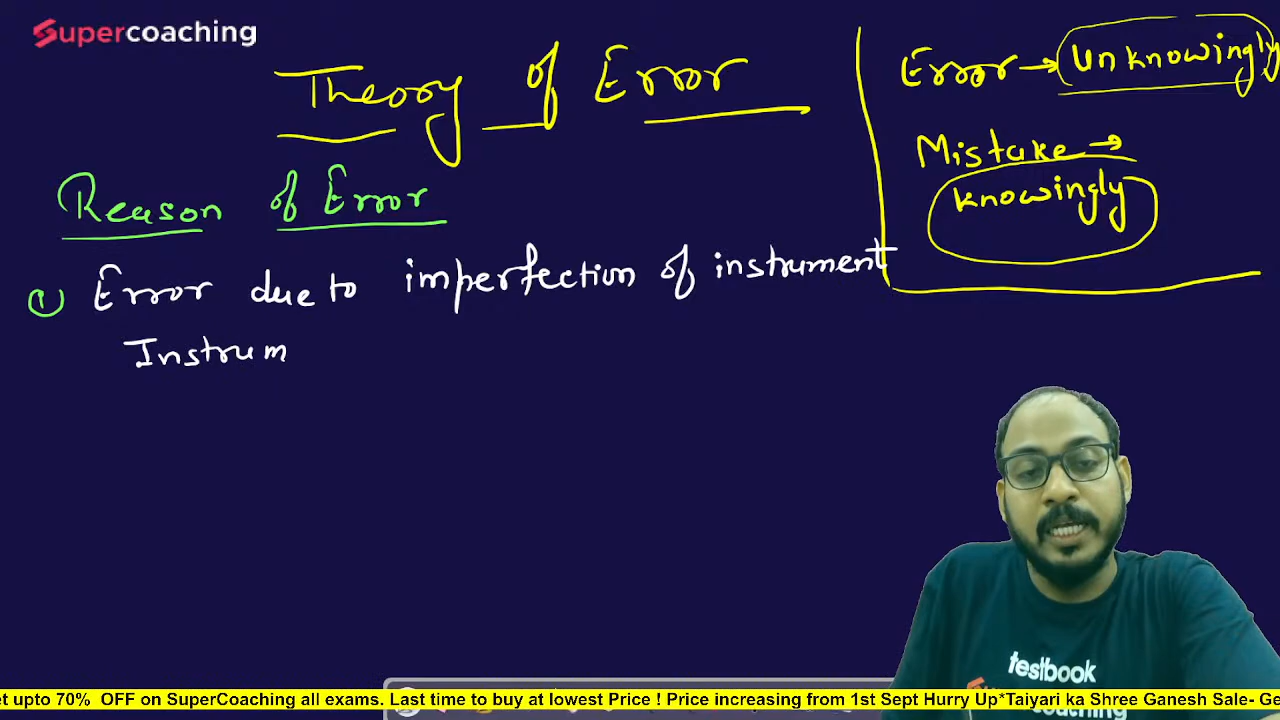 Supercoaching
Theory of Error
Error → Unknowingly
Mistake →
knowingly
Reason of Error
① Error due to imperfection of instrument
Instrum
testbook
coaching
et upto 70% OFF on SuperCoaching all exams. Last time to buy at lowest Price ! Price increasing from 1st Sept Hurry Up*Taiyari ka Shree Ganesh Sale- Go